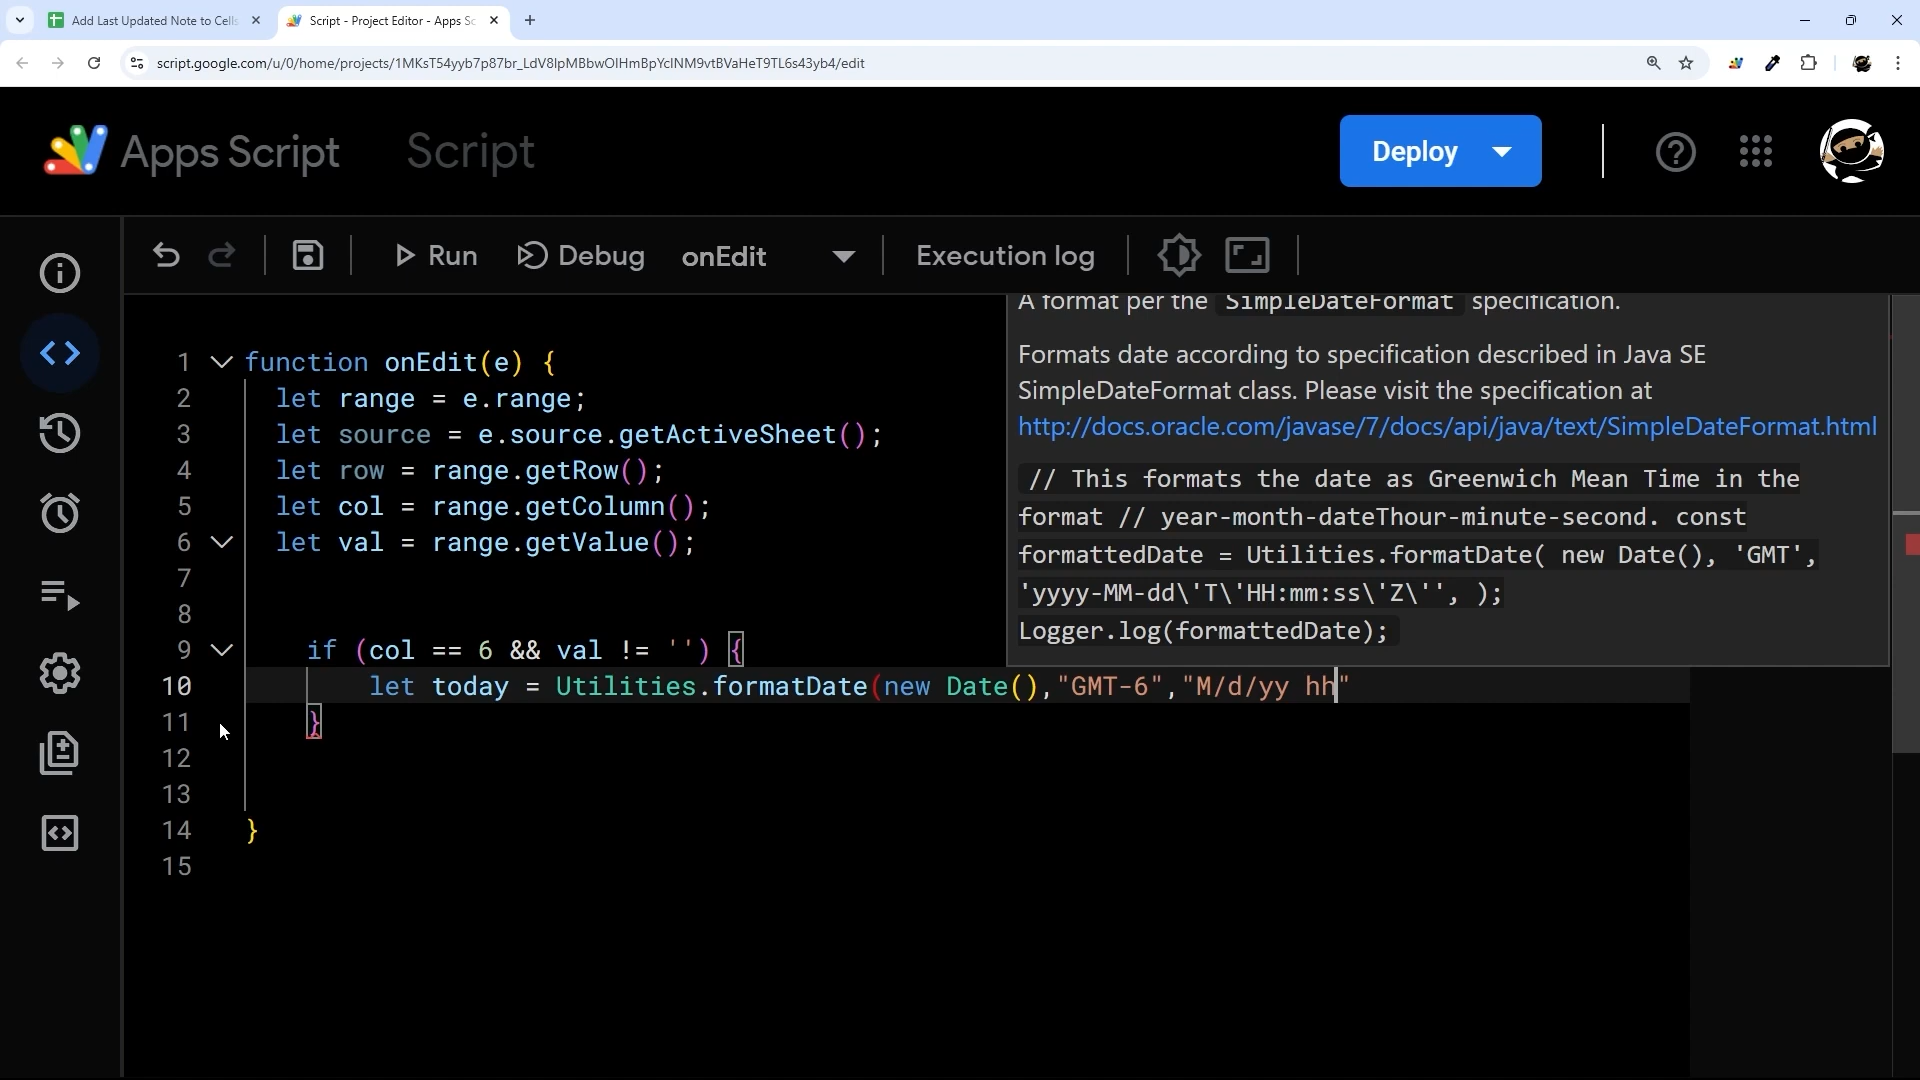 Add Last Updated Note to Cells
Script - Project Editor - Apps Sc
script.google.com/u/0/home/projects/1MKsT54yyb7p87br_LdV8lpMBbwOIHmBpYcINM9vtBVaHeT9TL6s43yb4/edit
Apps Script Script
Deploy
Run Debug onEdit Execution log
A format per the SimpleDateFormat specification.
Formats date according to specification described in Java SE
SimpleDateFormat class. Please visit the specification at
http://docs.oracle.com/javase/7/docs/api/java/text/SimpleDateFormat.html
// This formats the date as Greenwich Mean Time in the
format // year-month-dateThour-minute-second. const
formattedDate = Utilities.formatDate( new Date(), 'GMT',
'yyyy-MM-dd\'T\'HH:mm:ss\'Z\'', );
Logger.log(formattedDate);
1 function onEdit(e) {
2 let range = e.range;
3 let source = e.source.getActiveSheet();
4 let row = range.getRow();
5 let col = range.getColumn();
6 let val = range.getValue();
7
8
9 if (col == 6 && val != '') {
10 let today = Utilities.formatDate(new Date(),"GMT-6","M/d/yy hh"
11 }
12
13
14 }
15